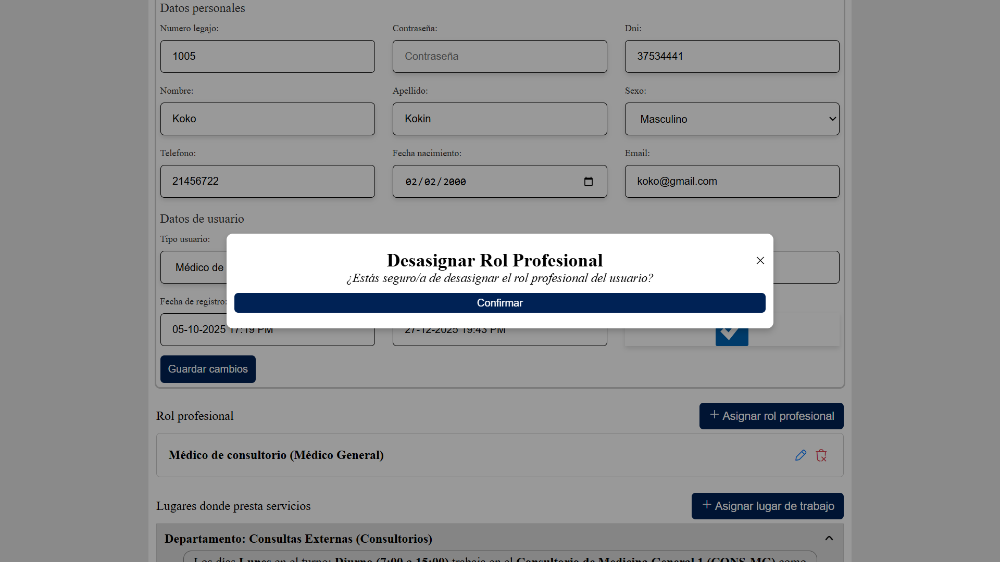 Datos personales
Numero legajo: Contraseña: Dni:
1005 Contraseña 37534441
Nombre: Apellido: Sexo:
Koko Kokin Masculino
Telefono: Fecha nacimiento: Email:
21456722 02/02/2000 koko@gmail.com
Datos de usuario
Tipo usuario:
Médico de
Desasignar Rol Profesional
¿Estás seguro/a de desasignar el rol profesional del usuario?
Confirmar
Fecha de registro:
05-10-2025 17:19 PM 27-12-2025 19:43 PM
Guardar cambios
Rol profesional
Asignar rol profesional
Médico de consultorio (Médico General)
Lugares donde presta servicios
Asignar lugar de trabajo
Departamento: Consultas Externas (Consultorios)
Los días Lunes en el turno: Diurno (7:00 a 15:00) trabaja en el Consultorio de Medicina General 1 (CONS-MG) como